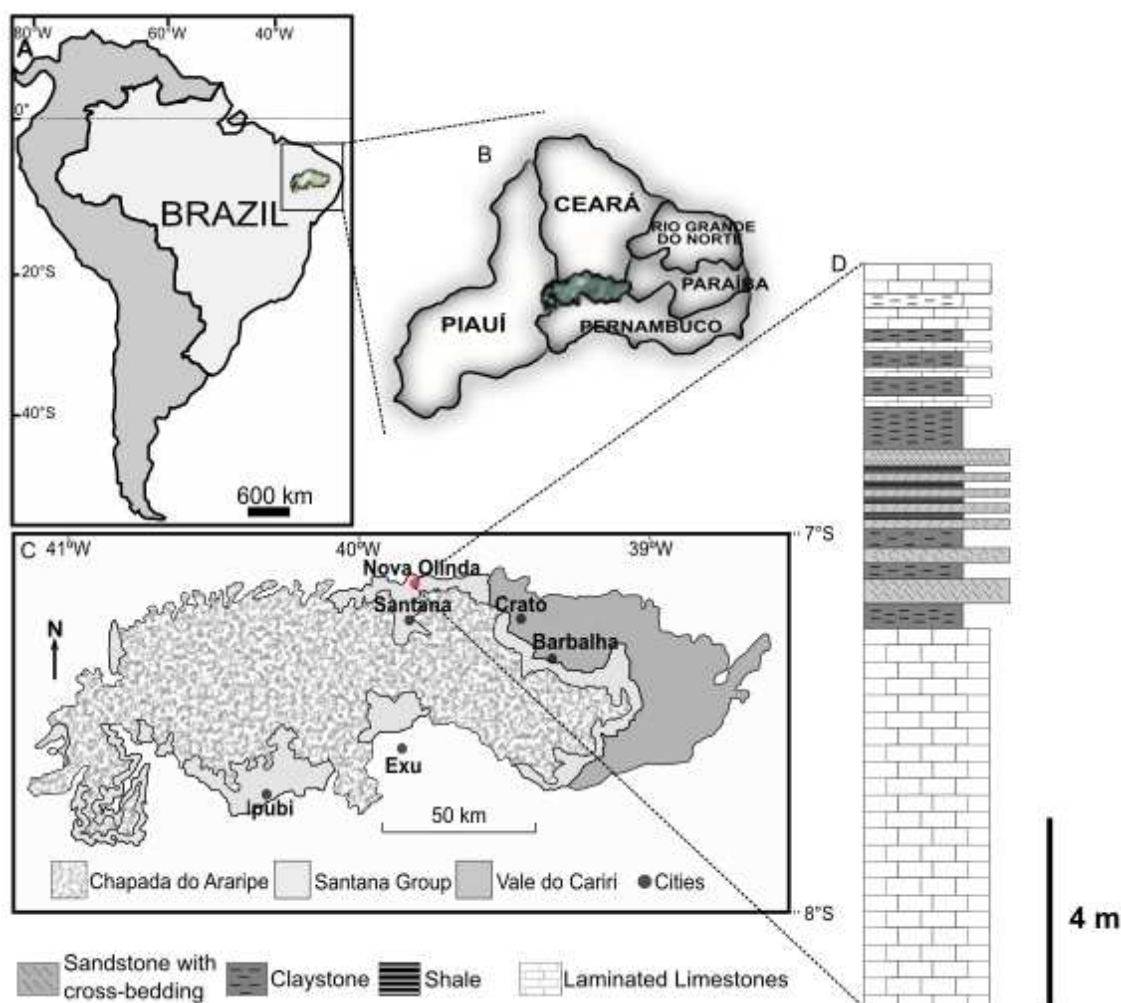 A
80°W
60°W
40°W
0°
BRAZIL
20°S
40°S
600 km
B
CEARÁ
RIO GRANDE
DO NORTE
PARAÍBA
PIAUÍ
PERNAMBUCO
C
41°W
40°W
39°W
7°S
Nova Olinda
Santana
Crato
Barbalha
N
Exu
Ipubi
50 km
Chapada do Araripe
Santana Group
Vale do Cariri
Cities
8°S
D
4 m
Sandstone with
cross-bedding
Claystone
Shale
Laminated Limestones